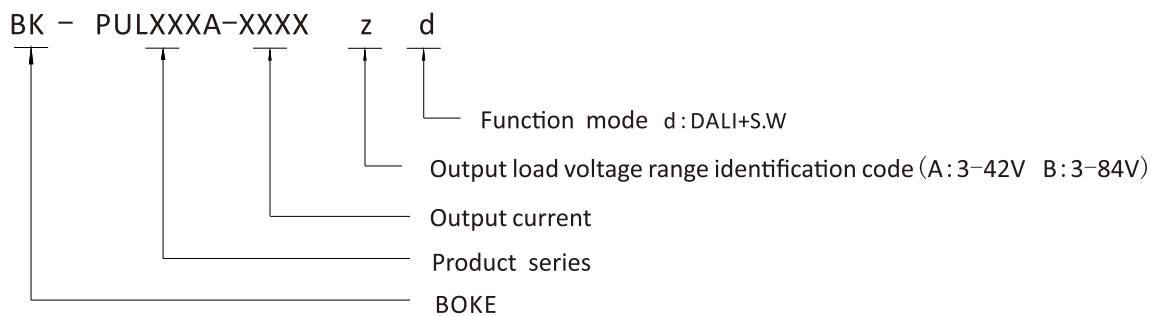 BK - PULXXXA-XXXX z d
Function mode d:DALI+S.W
Output load voltage range identification code(A:3-42V B:3-84V)
Output current
Product series
BOKE